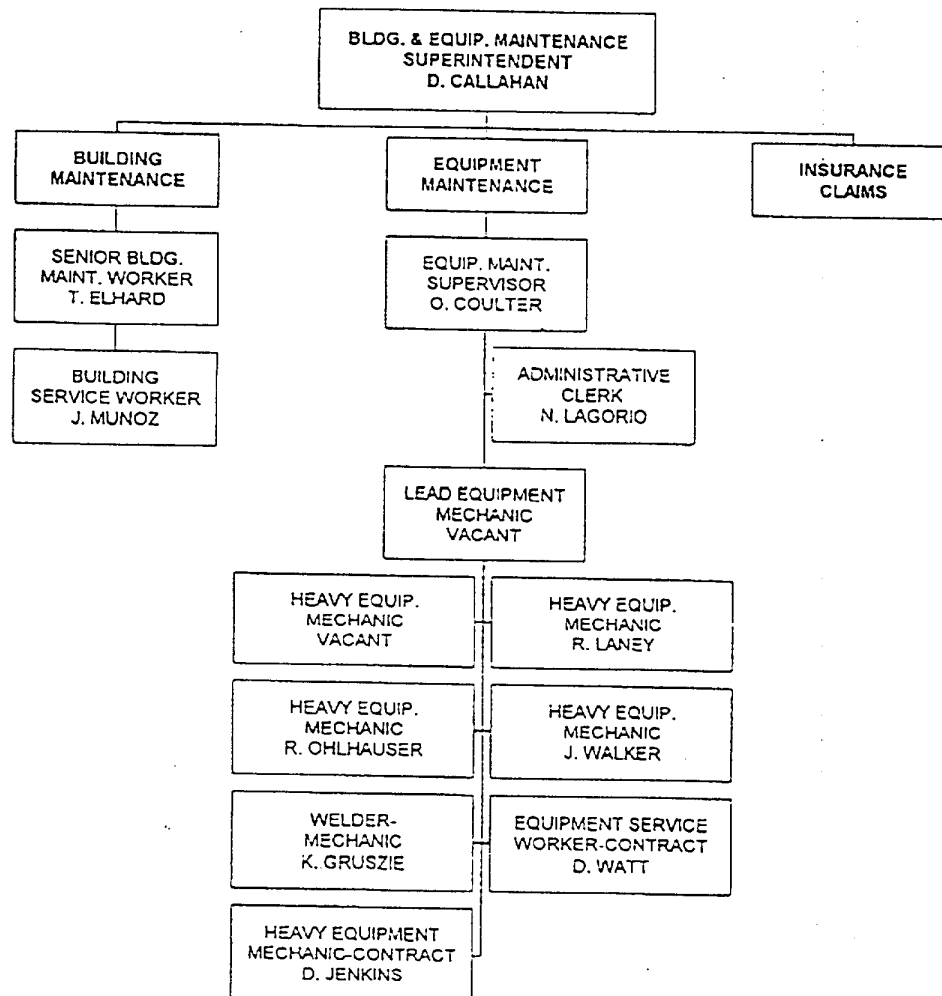 BLDG. & EQUIP. MAINTENANCE
SUPERINTENDENT
D. CALLAHAN
BUILDING
MAINTENANCE
EQUIPMENT
MAINTENANCE
INSURANCE
CLAIMS
SENIOR BLDG.
MAINT. WORKER
T. ELHARD
EQUIP. MAINT.
SUPERVISOR
O. COULTER
BUILDING
SERVICE WORKER
J. MUNOZ
ADMINISTRATIVE
CLERK
N. LAGORIO
LEAD EQUIPMENT
MECHANIC
VACANT
HEAVY EQUIP.
MECHANIC
VACANT
HEAVY EQUIP.
MECHANIC
R. LANEY
HEAVY EQUIP.
MECHANIC
R. OHLHAUSER
HEAVY EQUIP.
MECHANIC
J. WALKER
WELDER-
MECHANIC
K. GRUSZIE
EQUIPMENT SERVICE
WORKER-CONTRACT
D. WATT
HEAVY EQUIPMENT
MECHANIC-CONTRACT
D. JENKINS